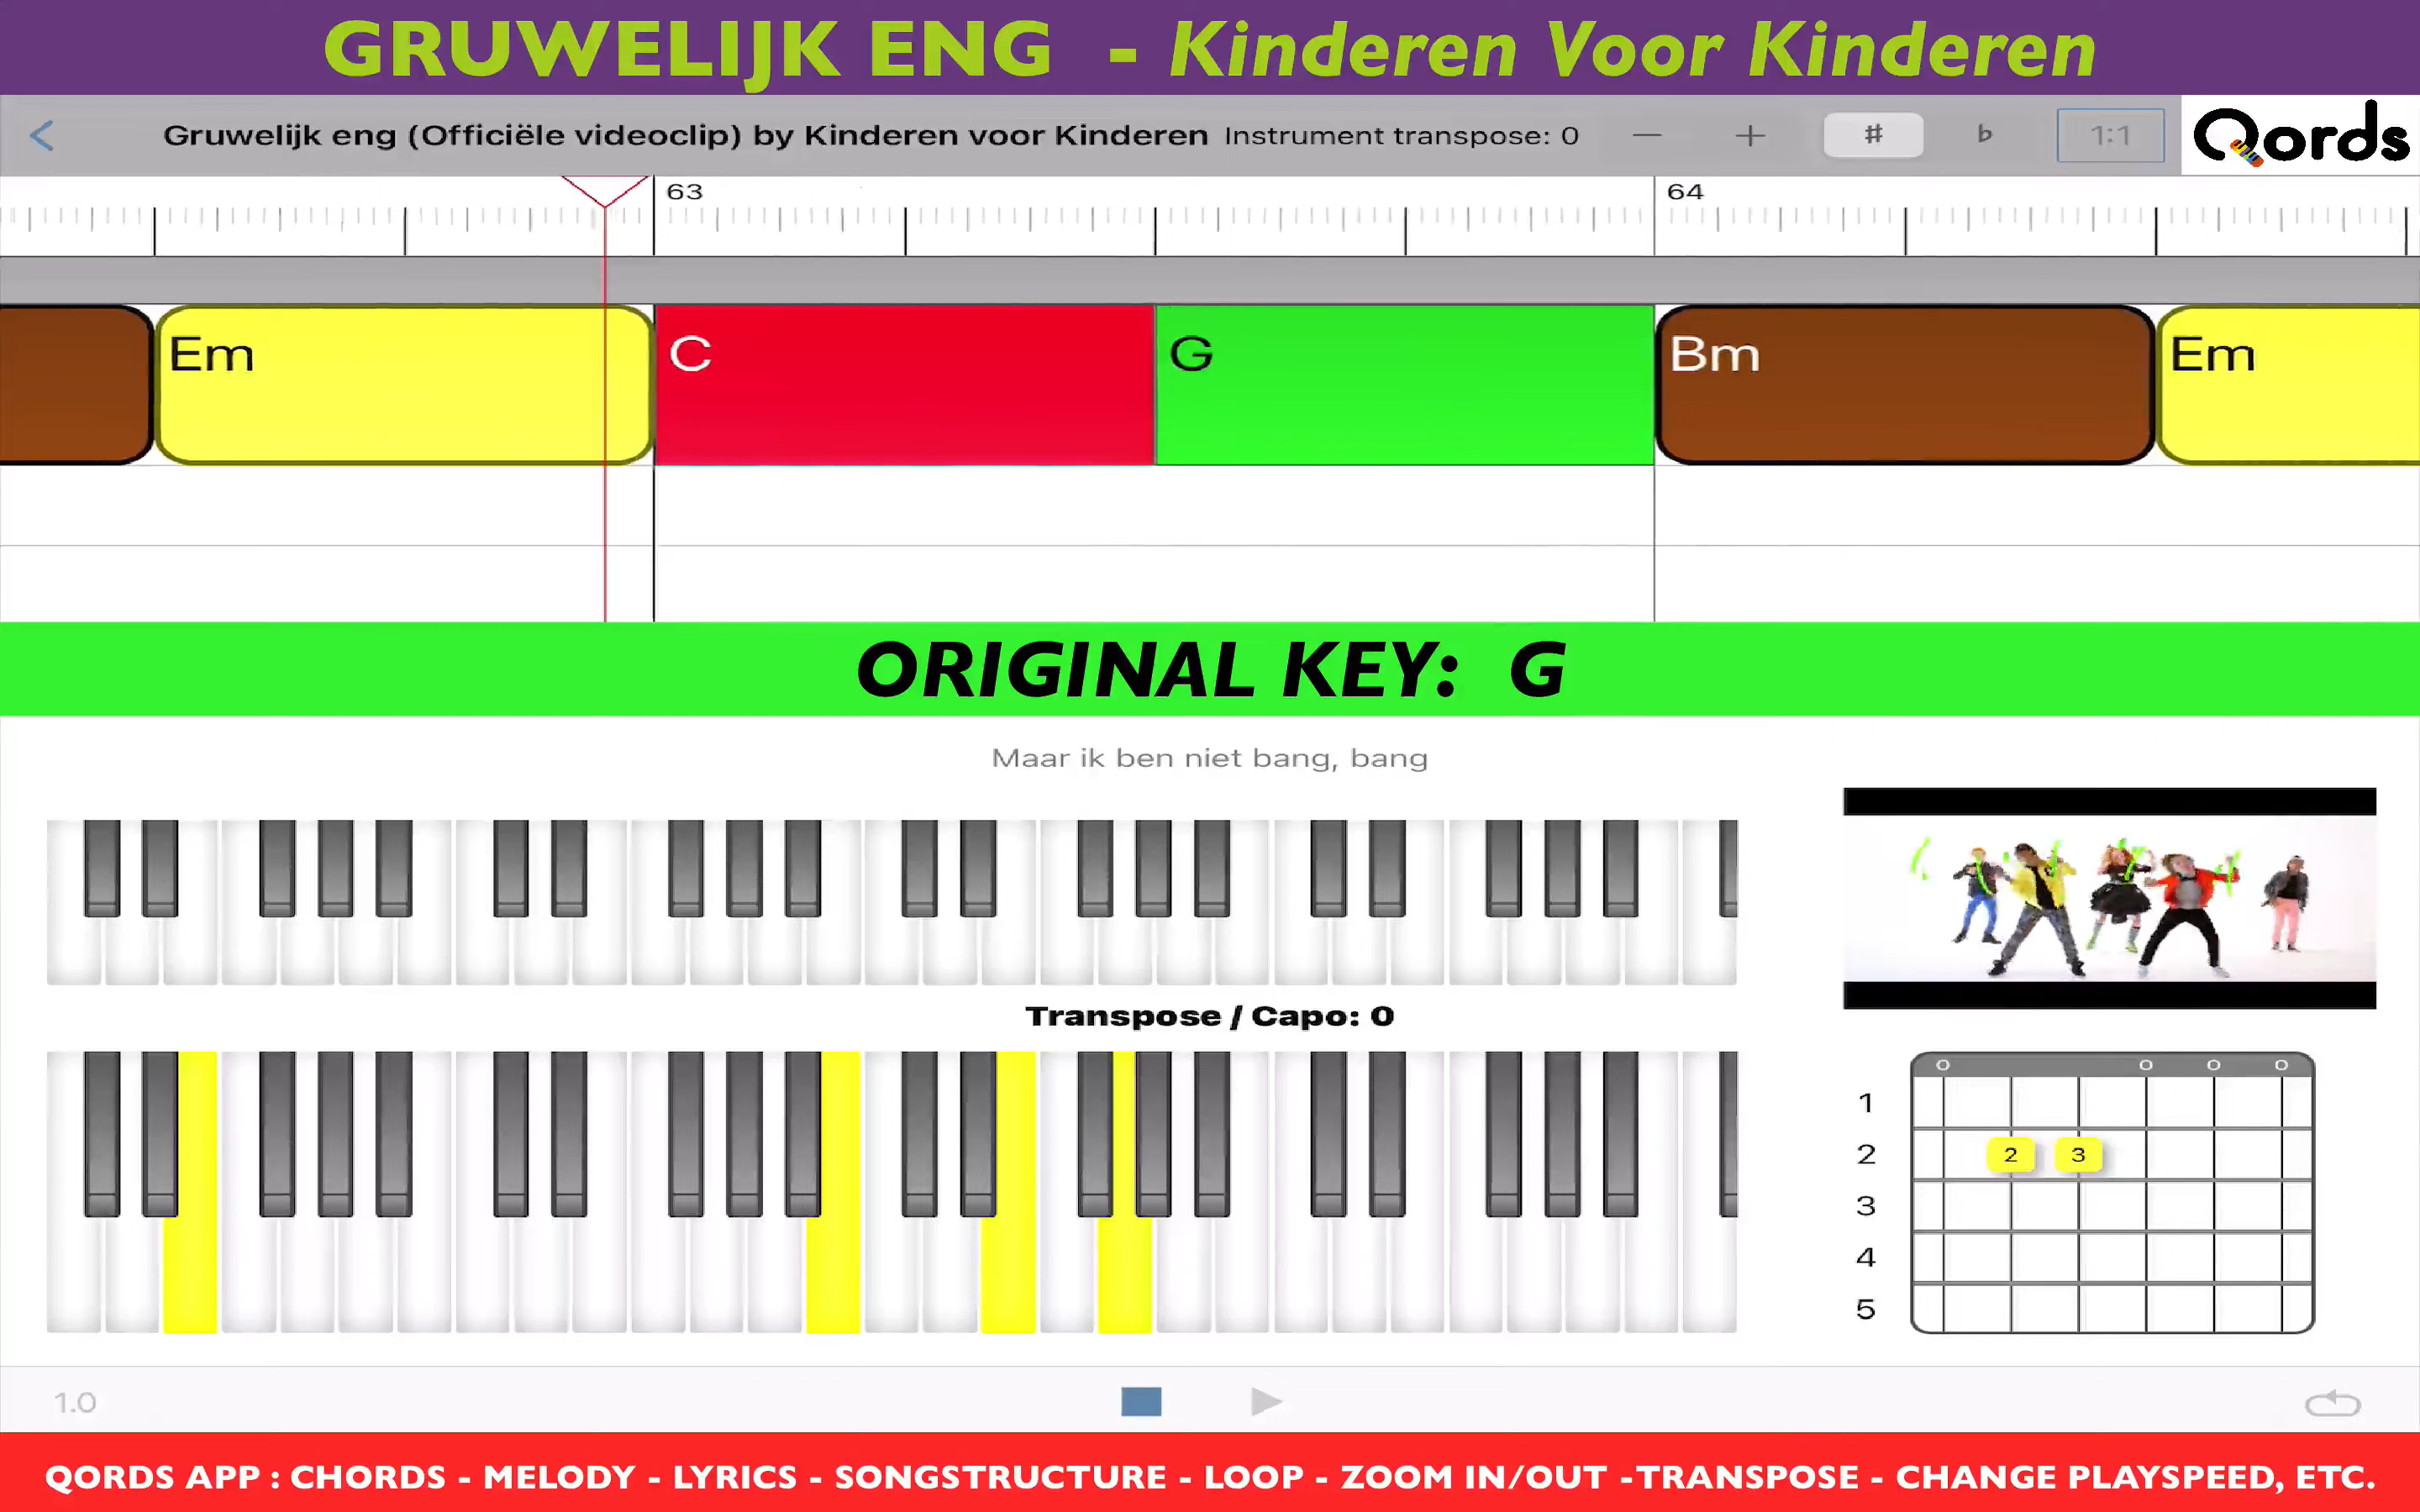 GRUWELIJK ENG - Kinderen Voor Kinderen
Gruwelijk eng (Officiële videoclip) by Kinderen voor Kinderen Instrument transpose: 0 — + # b 1:1 Qords
63 64
Em C G Bm Em
ORIGINAL KEY: G
Maar ik ben niet bang, bang
Transpose / Capo: 0
o o o o
1
2 2 3
3
4
5
1.0
QORDS APP : CHORDS - MELODY - LYRICS - SONGSTRUCTURE - LOOP - ZOOM IN/OUT -TRANSPOSE - CHANGE PLAYSPEED, ETC.